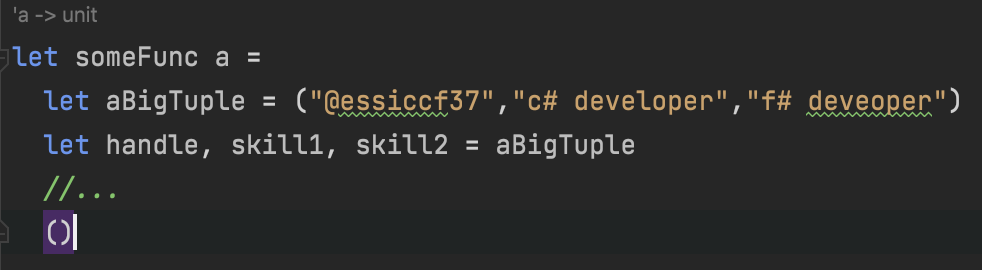 'a -> unit
let someFunc a =
let aBigTuple = ("@essiccf37","c# developer","f# deveoper")
let handle, skill1, skill2 = aBigTuple
//...
()